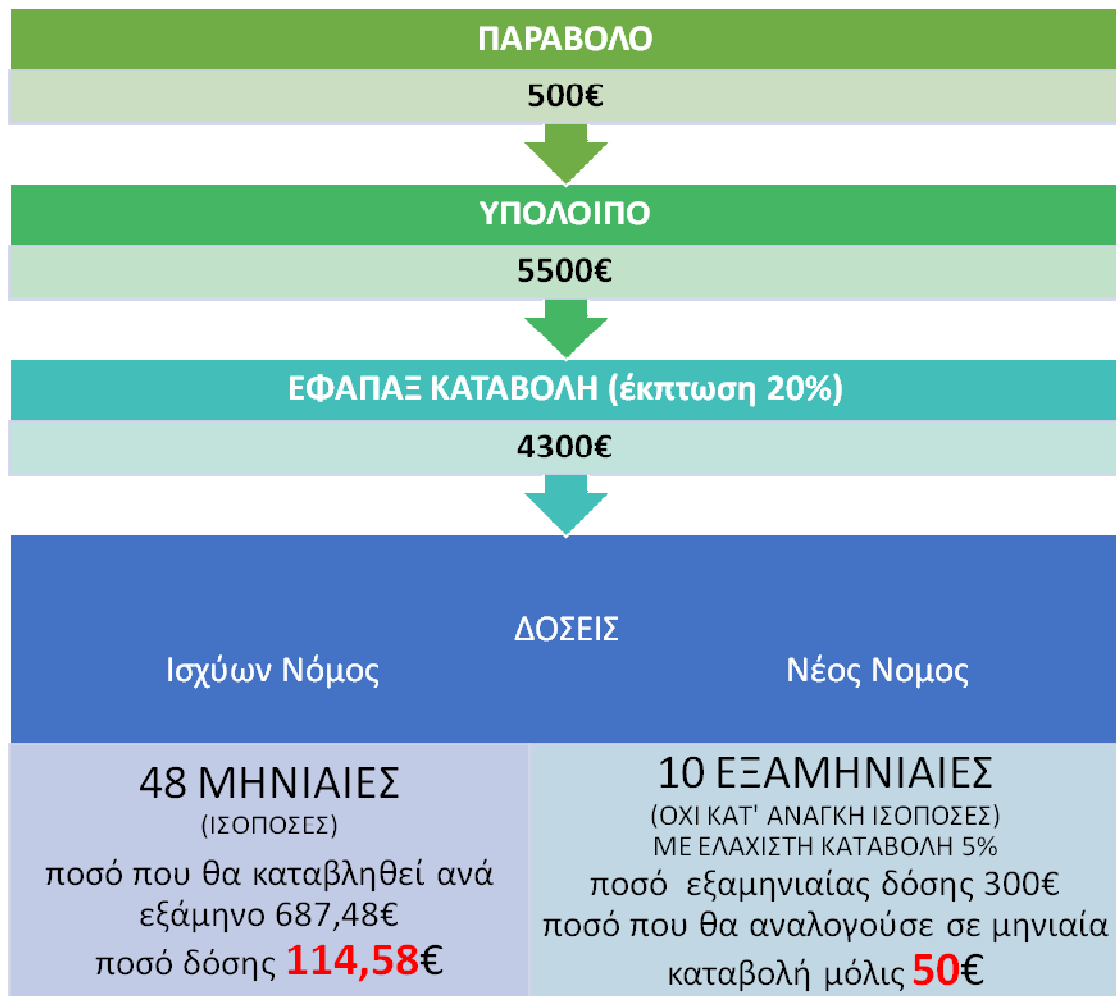 ΠΑΡΑΒΟΛΟ
500€
ΥΠΟΛΟΙΠΟ
5500€
ΕΦΑΠΑΞ ΚΑΤΑΒΟΛΗ (έκπτωση 20%)
4300€
ΔΟΣΕΙΣ
Ισχύων Νόμος
Νέος Νομος
48 ΜΗΝΙΑΙΕΣ
(ΙΣΟΠΟΣΕΣ)
ποσό που θα καταβληθεί ανά
εξάμηνο 687,48€
ποσό δόσης 114,58€
10 ΕΞΑΜΗΝΙΑΙΕΣ
(ΟΧΙ ΚΑΤ' ΑΝΑΓΚΗ ΙΣΟΠΟΣΕΣ)
ΜΕ ΕΛΑΧΙΣΤΗ ΚΑΤΑΒΟΛΗ 5%
ποσό εξαμηνιαίας δόσης 300€
ποσό που θα αναλογούσε σε μηνιαία
καταβολή μόλις 50€